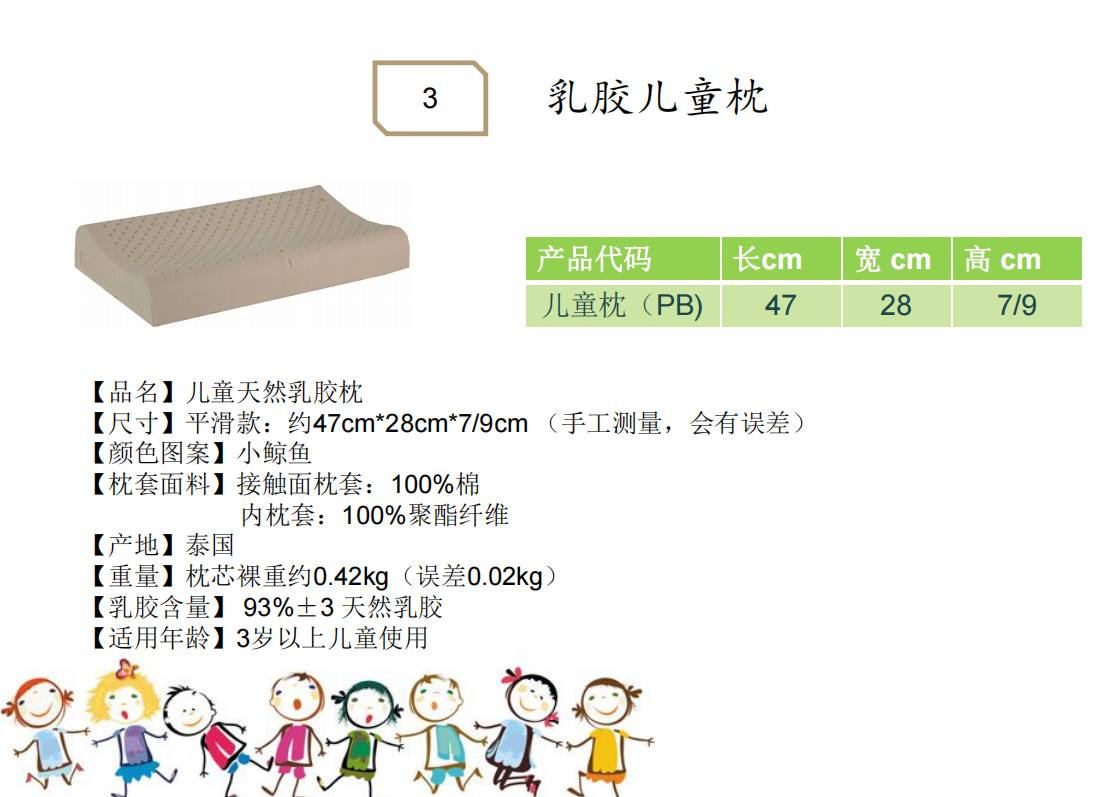 3
乳胶儿童枕
产品代码 长cm 宽 cm 高 cm
儿童枕（PB) 47 28 7/9
【品名】儿童天然乳胶枕
【尺寸】平滑款：约47cm*28cm*7/9cm （手工测量，会有误差）
【颜色图案】小鲸鱼
【枕套面料】接触面枕套：100%棉
内枕套：100%聚酯纤维
【产地】泰国
【重量】枕芯裸重约0.42kg（误差0.02kg）
【乳胶含量】 93%±3 天然乳胶
【适用年龄】3岁以上儿童使用